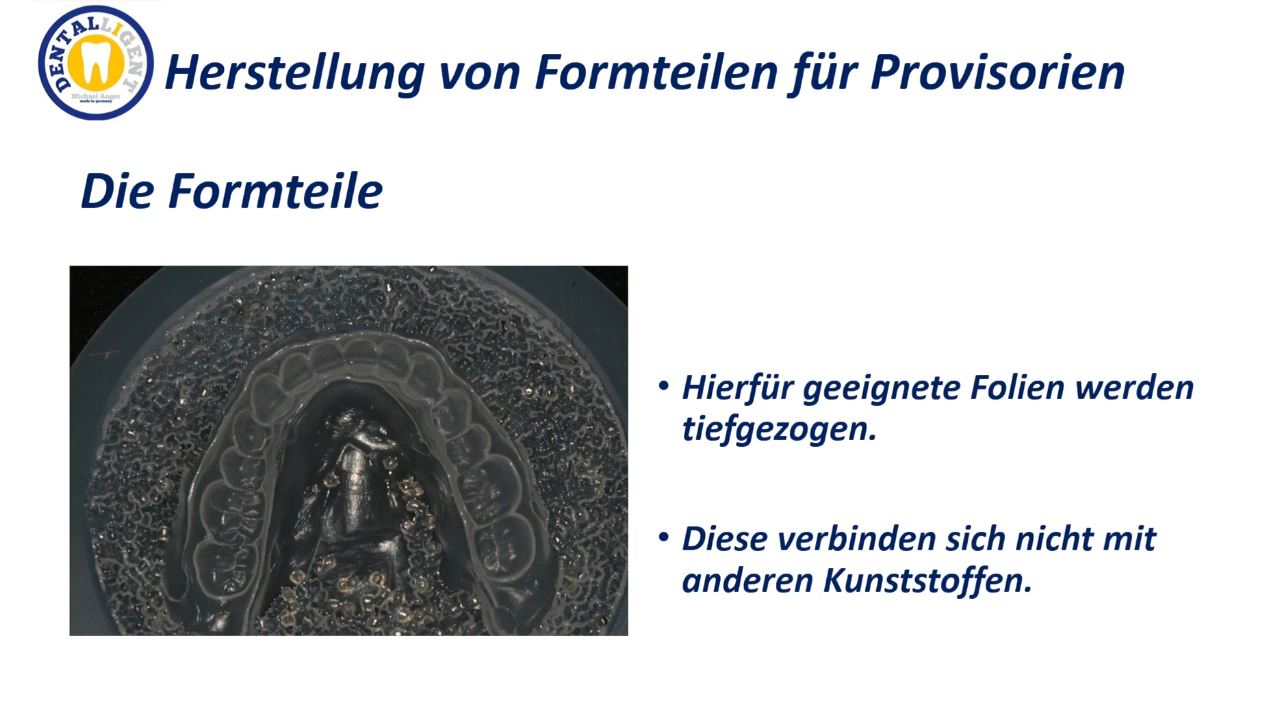 DENTALLIGENT
Michael Anger
made in germany
Herstellung von Formteilen für Provisorien
Die Formteile
• Hierfür geeignete Folien werden
tiefgezogen.
• Diese verbinden sich nicht mit
anderen Kunststoffen.